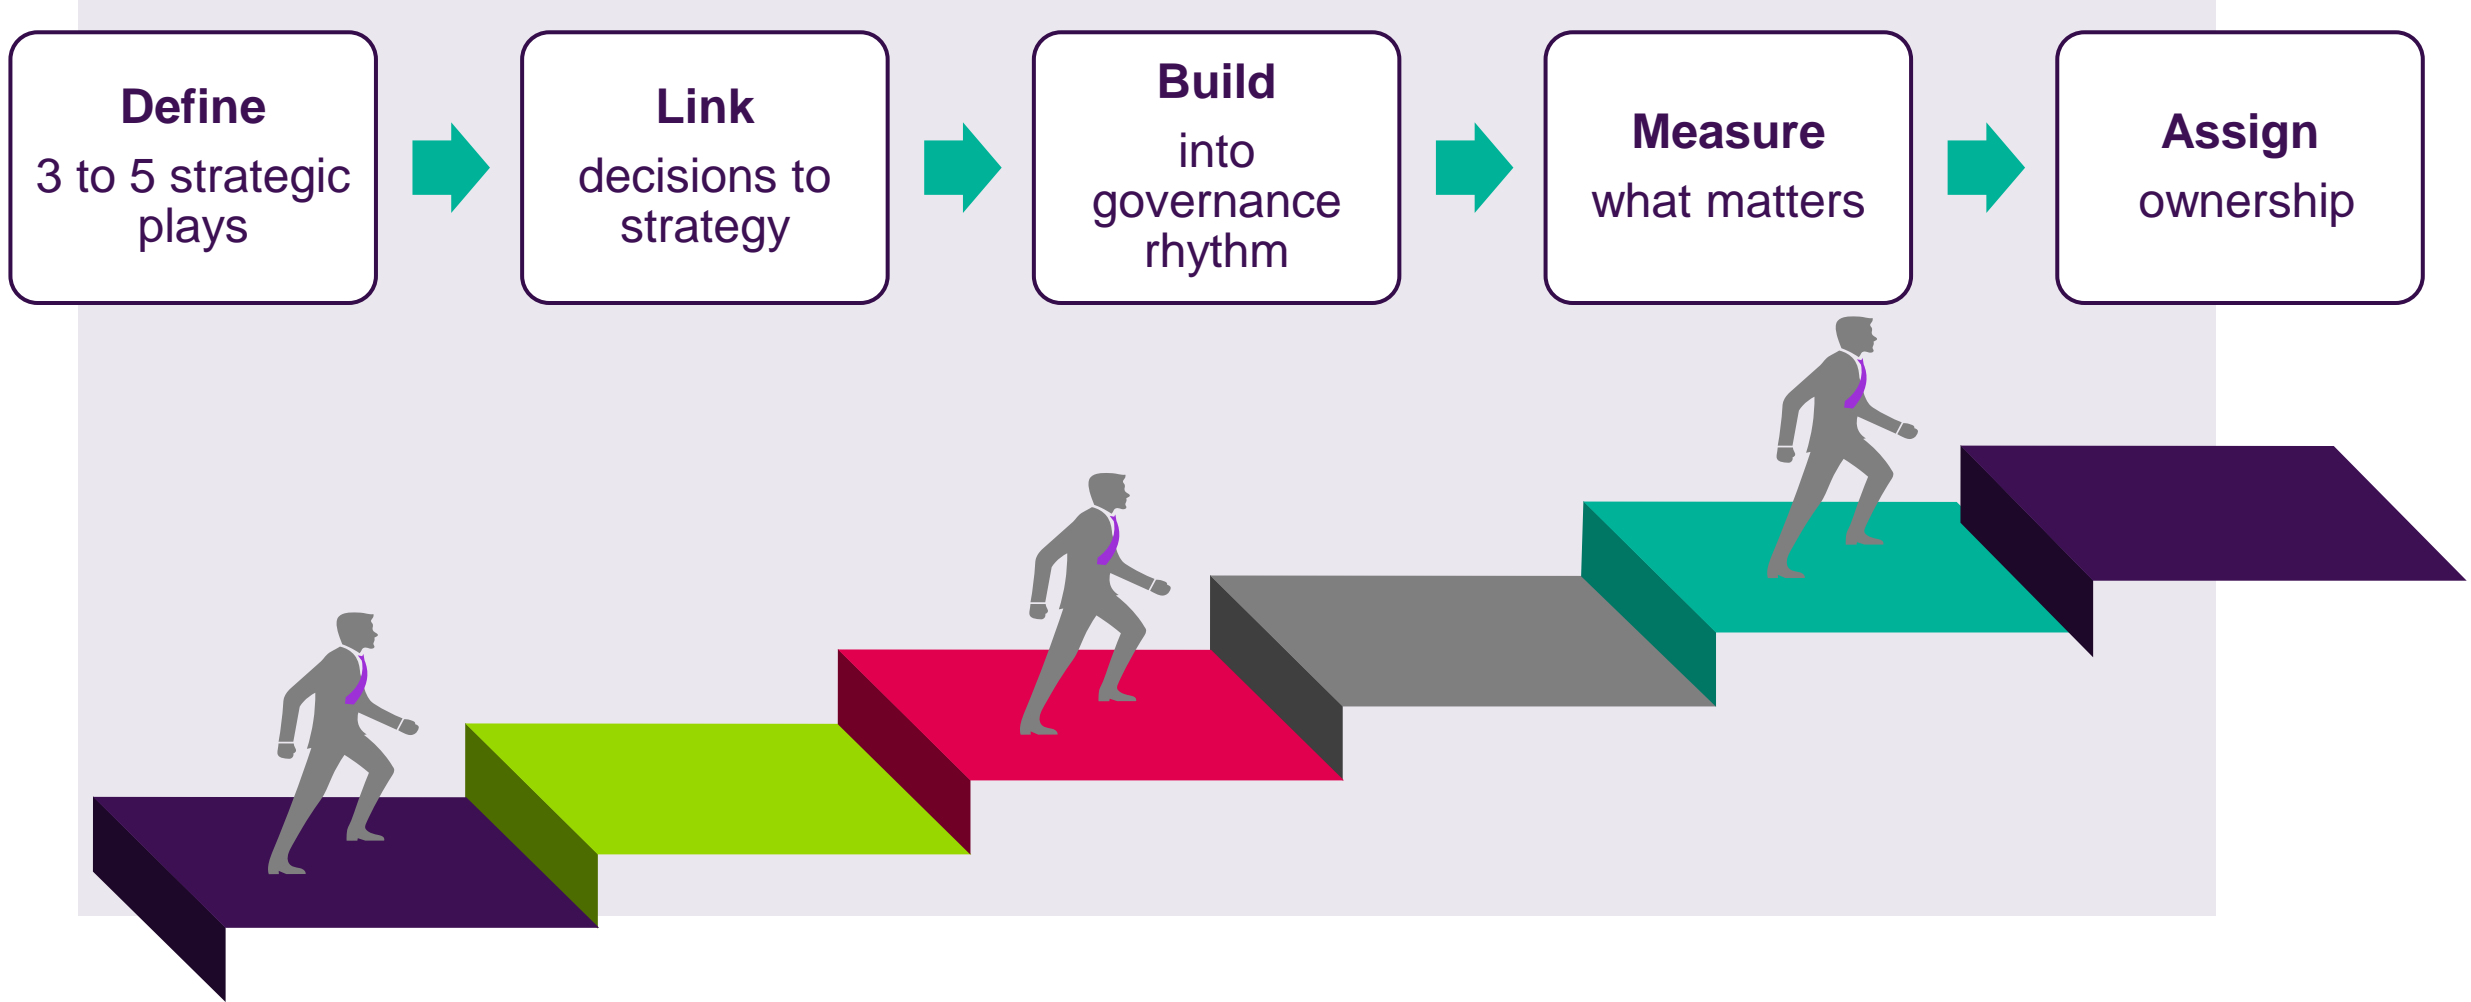 Define
3 to 5 strategic
plays
Link
decisions to
strategy
Build
into
governance
rhythm
Measure
what matters
Assign
ownership